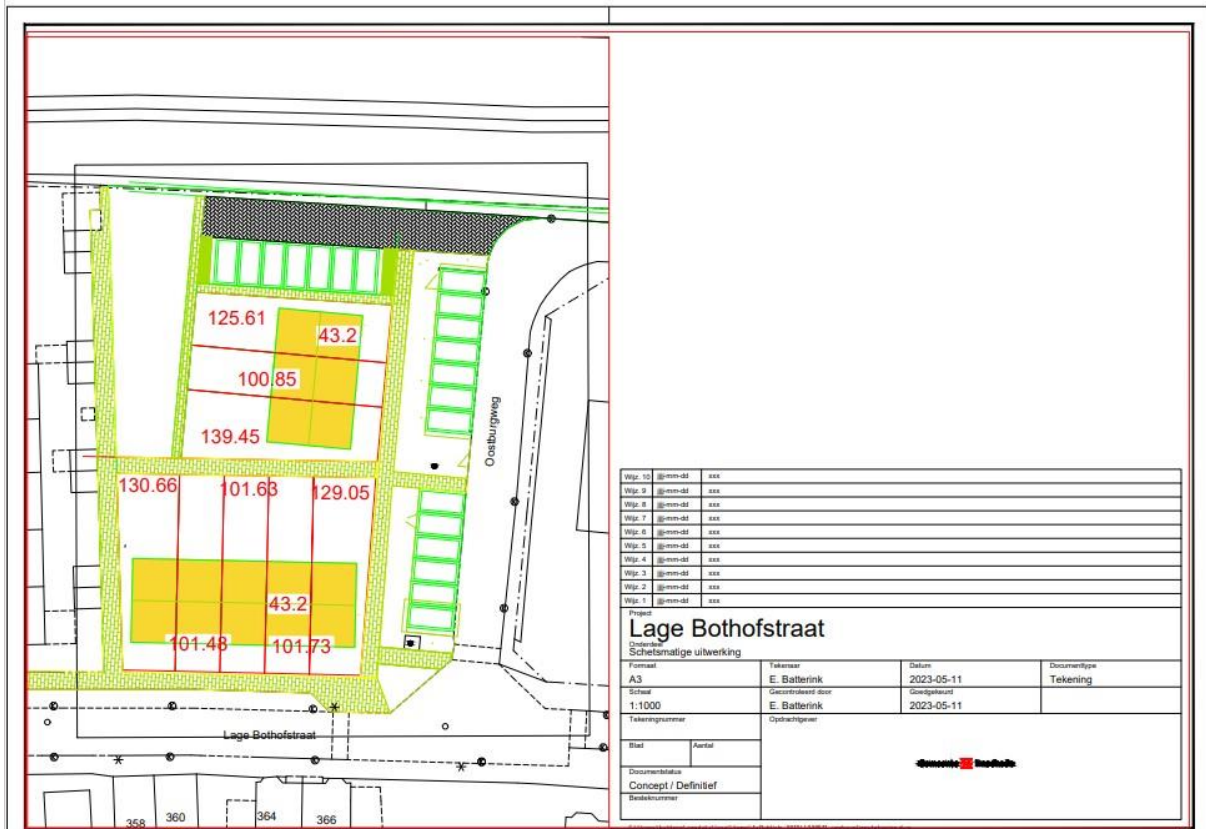 125.61
43.2
100.85
139.45
Oostburgweg
130.66
101.63
129.05
43.2
101.48
101.73
Lage Bothofstraat
358
360
364
366
Wijz. 10 jjjj-mm-dd xxx
Wijz. 9 jjjj-mm-dd xxx
Wijz. 8 jjjj-mm-dd xxx
Wijz. 7 jjjj-mm-dd xxx
Wijz. 6 jjjj-mm-dd xxx
Wijz. 5 jjjj-mm-dd xxx
Wijz. 4 jjjj-mm-dd xxx
Wijz. 3 jjjj-mm-dd xxx
Wijz. 2 jjjj-mm-dd xxx
Wijz. 1 jjjj-mm-dd xxx
Project
Lage Bothofstraat
Onderdeel
Schetsmatige uitwerking
Formaat Tekenaar Datum Documenttype
A3 E. Batterink 2023-05-11 Tekening
Schaal Gecontroleerd door Goedgekeurd
1:1000 E. Batterink 2023-05-11
Tekeningnummer Opdrachtgever
Blad Aantal
Documentstatus
Concept / Definitief
Besteknummer